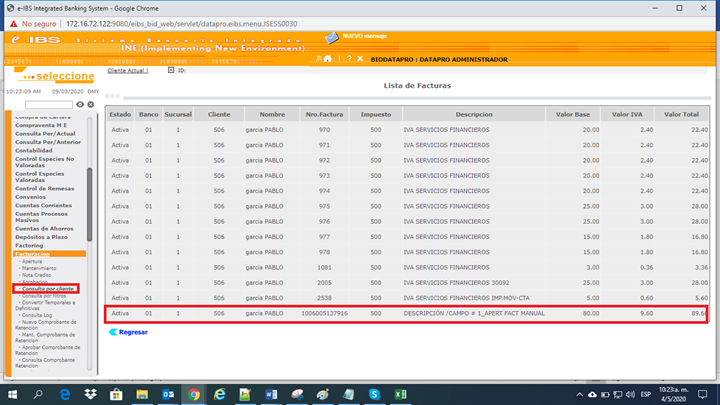 e-IBS Integrated Banking System - Google Chrome
No seguro | 172.16.72.122:9080/eibs_bid_web/servlet/datapro.eibs.menu.JSESS0030
e IBS Sistema Bancario Integrado
INE (Implementing New Environment)
NUEVO mensaje
BIDDATAPRO : DATAPRO ADMINISTRADOR
...seleccione
Cliente Actual | ID:
10:23:09 AM 09/03/2020 DMY
Lista de Facturas
Compra de Cartera
Compraventa M E
Consulta Per/Actual
Consulta Per/Anterior
Contabilidad
Control Especies No
Valoradas
Control Especies
Valoradas
Control de Remesas
Convenios
Cuentas Corrientes
Cuentas Procesos
Masivos
Cuentas de Ahorros
Depósitos a Plazo
Factoring
Facturacion
- Apertura
- Mantenimiento
- Nota Credito
- Aprobacion
- Consulta por cliente
- Consulta por filtros
- Convertir Temporales a
Definitivas
- Consulta Log
- Nuevo Comprobante de
Retencion
- Mant. Comprobante de
Retencion
- Aprobar Comprobante de
Retencion
- Consulta Comprobante
Retencion
Estado Banco Sucursal Cliente Nombre Nro.Factura Impuesto Descripcion Valor Base Valor IVA Valor Total
Activa 01 1 506 garcia PABLO 970 500 IVA SERVICIOS FINANCIEROS 20.00 2.40 22.40
Activa 01 1 506 garcia PABLO 971 500 IVA SERVICIOS FINANCIEROS 20.00 2.40 22.40
Activa 01 1 506 garcia PABLO 972 500 IVA SERVICIOS FINANCIEROS 20.00 2.40 22.40
Activa 01 1 506 garcia PABLO 973 500 IVA SERVICIOS FINANCIEROS 20.00 2.40 22.40
Activa 01 1 506 garcia PABLO 974 500 IVA SERVICIOS FINANCIEROS 20.00 2.40 22.40
Activa 01 1 506 garcia PABLO 975 500 IVA SERVICIOS FINANCIEROS 25.00 3.00 28.00
Activa 01 1 506 garcia PABLO 976 500 IVA SERVICIOS FINANCIEROS 25.00 3.00 28.00
Activa 01 1 506 garcia PABLO 977 500 IVA SERVICIOS FINANCIEROS 15.00 1.80 16.80
Activa 01 1 506 garcia PABLO 978 500 IVA SERVICIOS FINANCIEROS 15.00 1.80 16.80
Activa 01 1 506 garcia PABLO 1081 500 IVA SERVICIOS FINANCIEROS 3.00 0.36 3.36
Activa 01 1 506 garcia PABLO 2005 500 IVA SERVICIOS FINANCIEROS 30092 25.00 3.00 28.00
Activa 01 1 506 garcia PABLO 2538 500 IVA SERVICIOS FINANCIEROS IMP.MOV-CTA 5.00 0.60 5.60
Activa 01 1 506 garcia PABLO 1006005137916 500 DESCRIPCIÓN /CAMPO # 1_APERT FACT MANUAL 80.00 9.60 89.60
Regresar
ESP
10:23 a. m.
4/5/2020